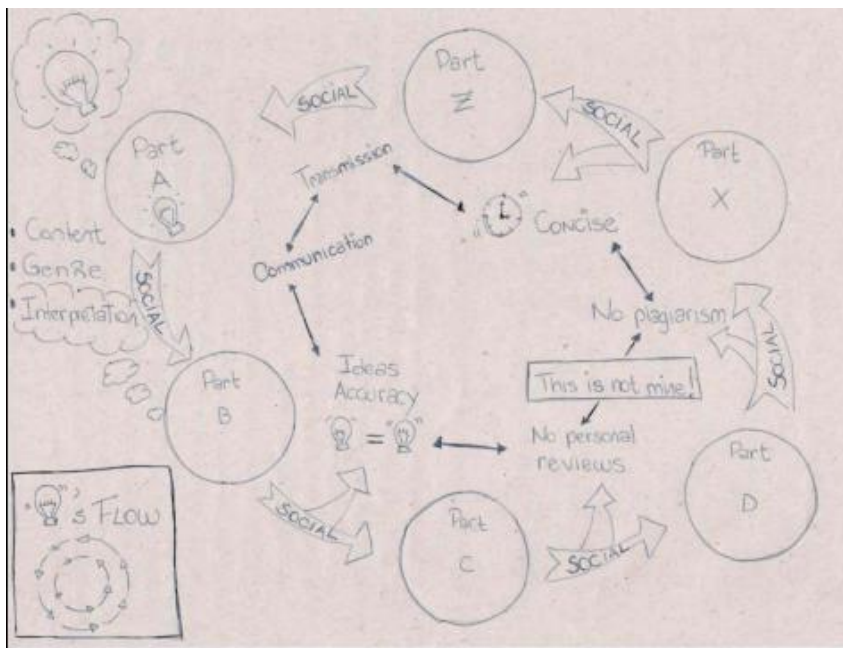 Part
Z
SOCIAL
SOCIAL
Part
A
Part
X
Transmission
" " Concise
• Content
• GenRe
• Interpretation
SOCIAL
Communication
No plagiarism
SOCIAL
This is not mine!
Ideas
Accuracy
" " = " "
No personal
reviews
Part
B
Part
D
SOCIAL
Part
C
SOCIAL
" "'s FLOW